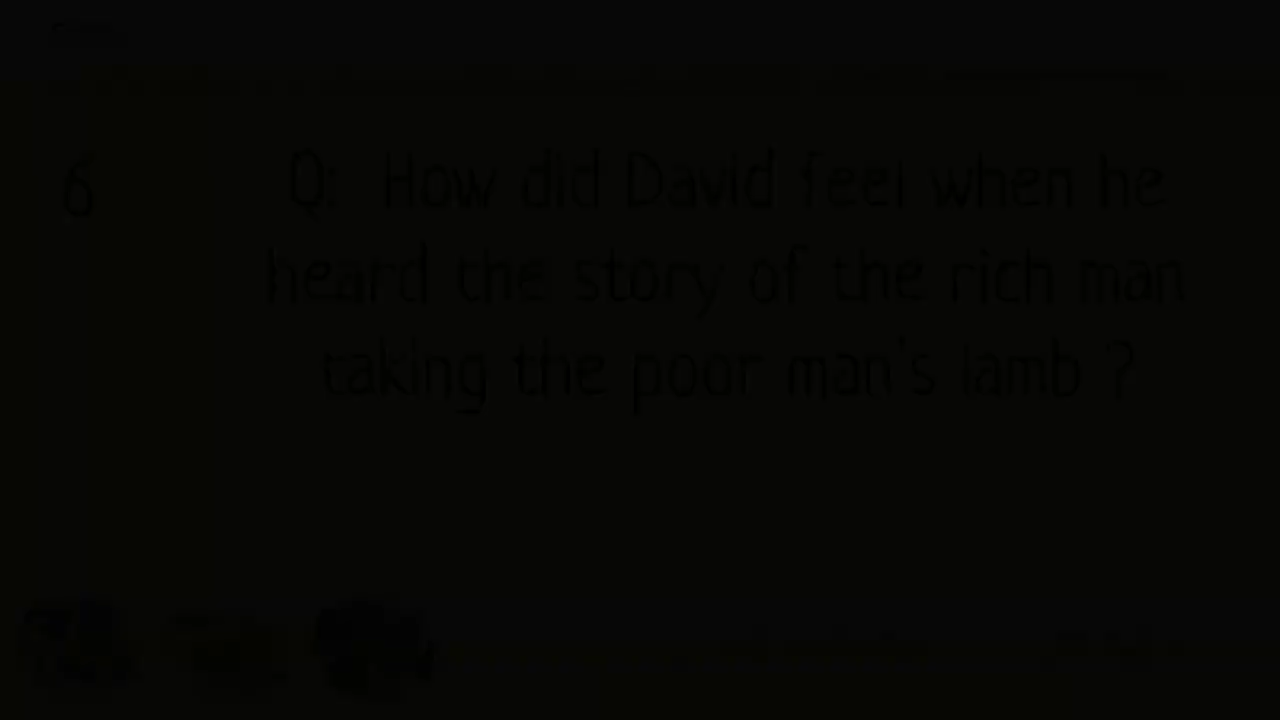 6 Q: How did David feel when he
heard the story of the rich man
taking the poor man's lamb ?